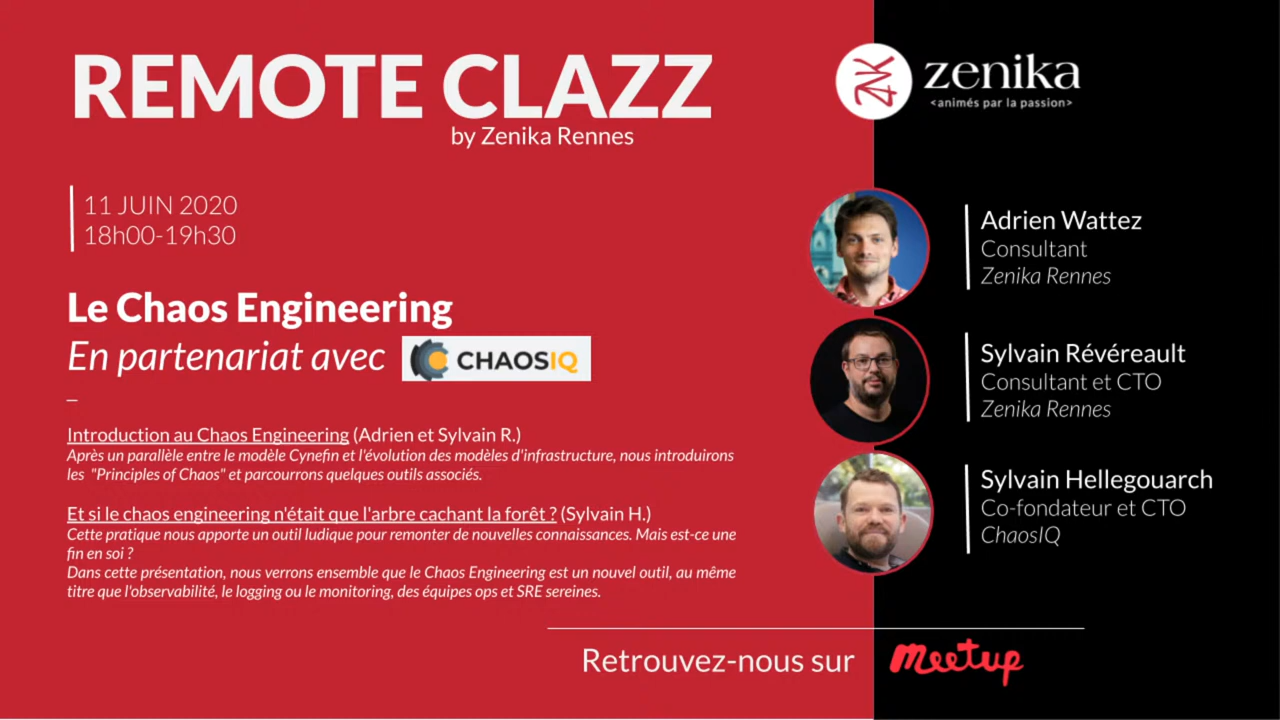 REMOTE CLAZZ
by Zenika Rennes
zenika
<animés par la passion>
11 JUIN 2020
18h00-19h30
Le Chaos Engineering
En partenariat avec CHAOSIQ
_
Introduction au Chaos Engineering (Adrien et Sylvain R.)
Après un parallèle entre le modèle Cynefin et l'évolution des modèles d'infrastructure, nous introduirons
les "Principles of Chaos" et parcourrons quelques outils associés.
Et si le chaos engineering n'était que l'arbre cachant la forêt ? (Sylvain H.)
Cette pratique nous apporte un outil ludique pour remonter de nouvelles connaissances. Mais est-ce une
fin en soi ?
Dans cette présentation, nous verrons ensemble que le Chaos Engineering est un nouvel outil, au même
titre que l'observabilité, le logging ou le monitoring, des équipes ops et SRE sereines.
Adrien Wattez
Consultant
Zenika Rennes
Sylvain Révéreault
Consultant et CTO
Zenika Rennes
Sylvain Hellegouarch
Co-fondateur et CTO
ChaosIQ
Retrouvez-nous sur meetup